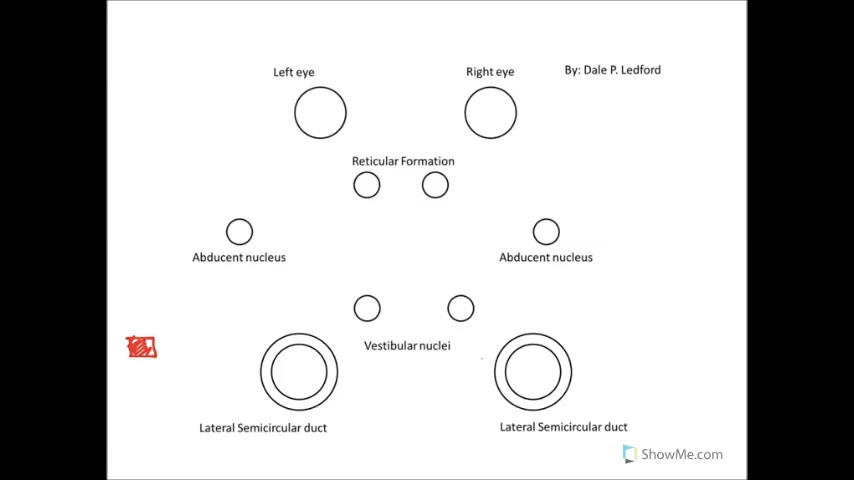 Left eye
Right eye
By: Dale P. Ledford
Reticular Formation
Abducent nucleus
Abducent nucleus
Vestibular nuclei
Lateral Semicircular duct
Lateral Semicircular duct
ShowMe.com